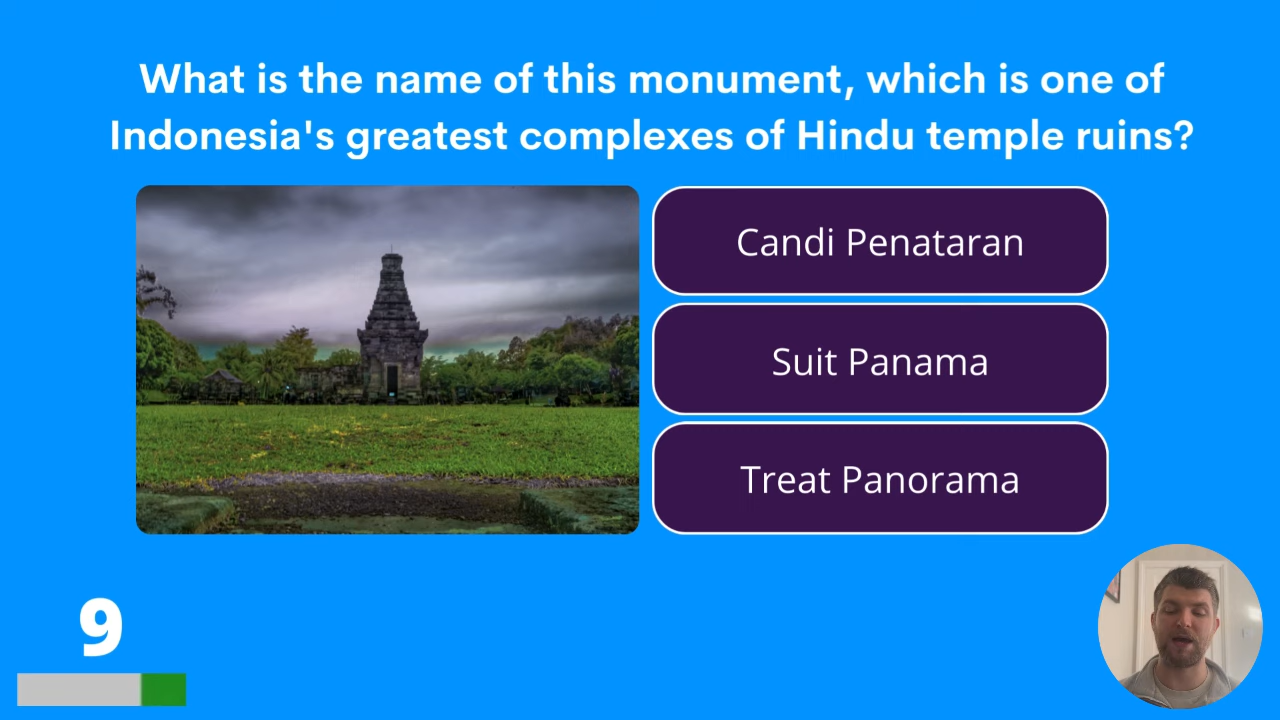 What is the name of this monument, which is one of
Indonesia's greatest complexes of Hindu temple ruins?
Candi Penataran
Suit Panama
Treat Panorama
9